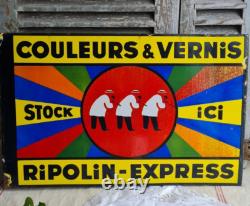 COULEURS & VERNiS
STOCK iCi
RiPOLiN-EXPRESS